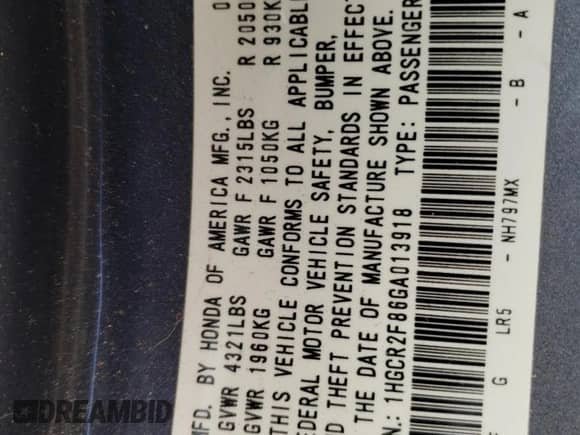 MFD. BY HONDA OF AMERICA MFG., INC. 0
GVWR 4321LBS GAWR F 2315LBS R 2050
GVWR 1960KG GAWR F 1050KG R 930K
THIS VEHICLE CONFORMS TO ALL APPLICABL
EDERAL MOTOR VEHICLE SAFETY, BUMPER,
D THEFT PREVENTION STANDARDS IN EFFECT
THE DATE OF MANUFACTURE SHOWN ABOVE.
N.: 1HGCR2F86GA013918 TYPE: PASSENGER
G LR5 - NH797MX - B - A
DREAMBID